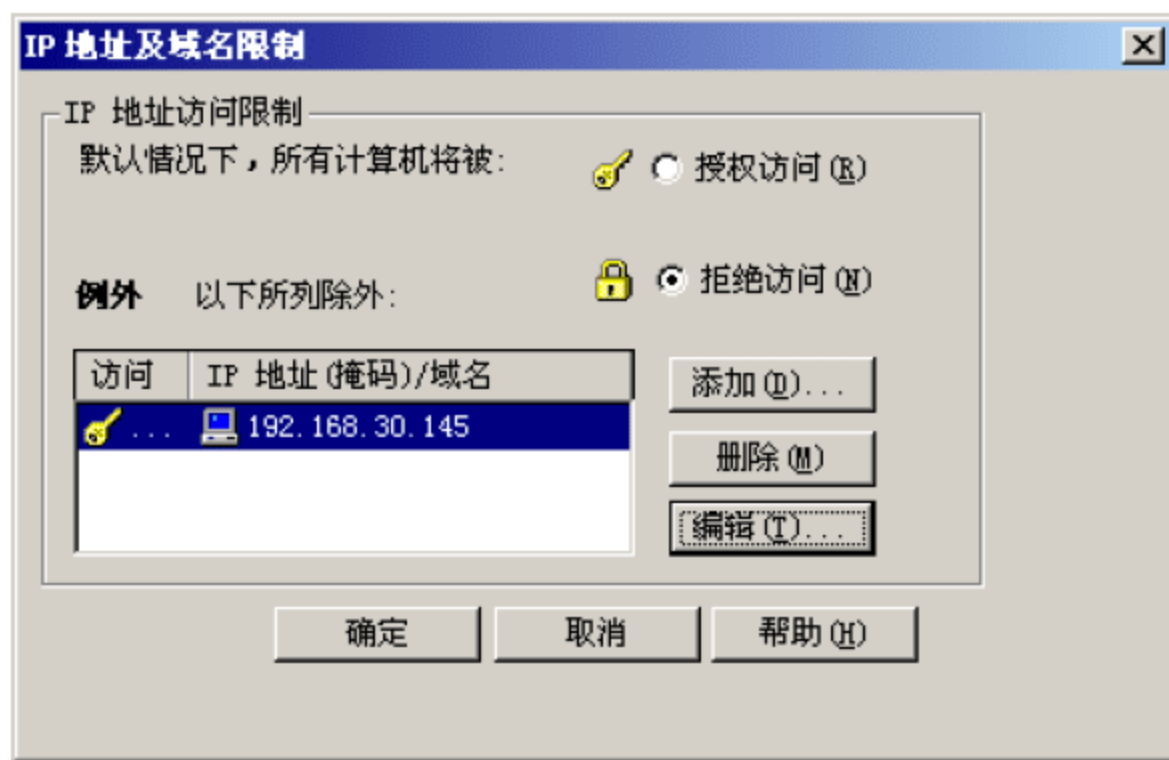 IP 地址及域名限制
IP 地址访问限制
默认情况下，所有计算机将被:
授权访问(R)
拒绝访问(N)
例外 以下所列除外:
访问 IP 地址(掩码)/域名
... 192.168.30.145
添加(D)...
删除(M)
编辑(T)...
确定 取消 帮助(H)